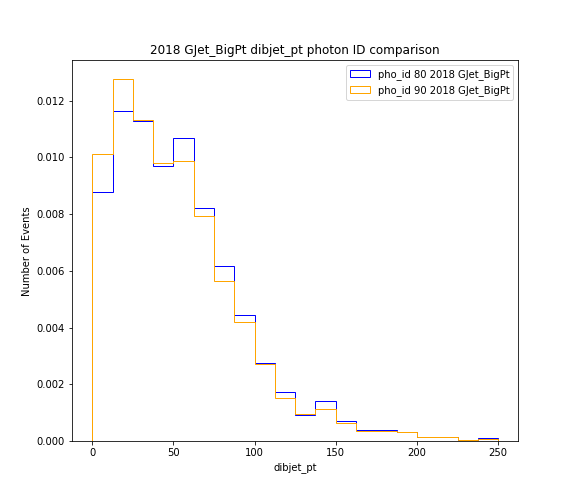 2018 GJet_BigPt dibjet_pt photon ID comparison
pho_id 80 2018 GJet_BigPt
pho_id 90 2018 GJet_BigPt
Number of Events
0.012
0.010
0.008
0.006
0.004
0.002
0.000
0 50 100 150 200 250
dibjet_pt